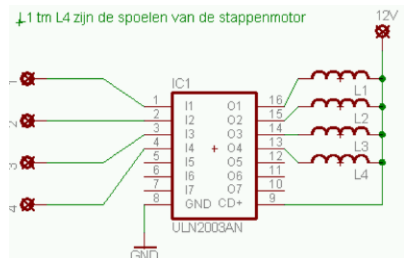 L1 tm L4 zijn de spoelen van de stappenmotor
12V
IC1
1
2
3
4
1 I1 O1 16
2 I2 O2 15
3 I3 O3 14
4 I4 O4 13
5 I5 O5 12
6 I6 O6 11
7 I7 O7 10
8 GND CD+ 9
L1
L2
L3
L4
ULN2003AN
GND